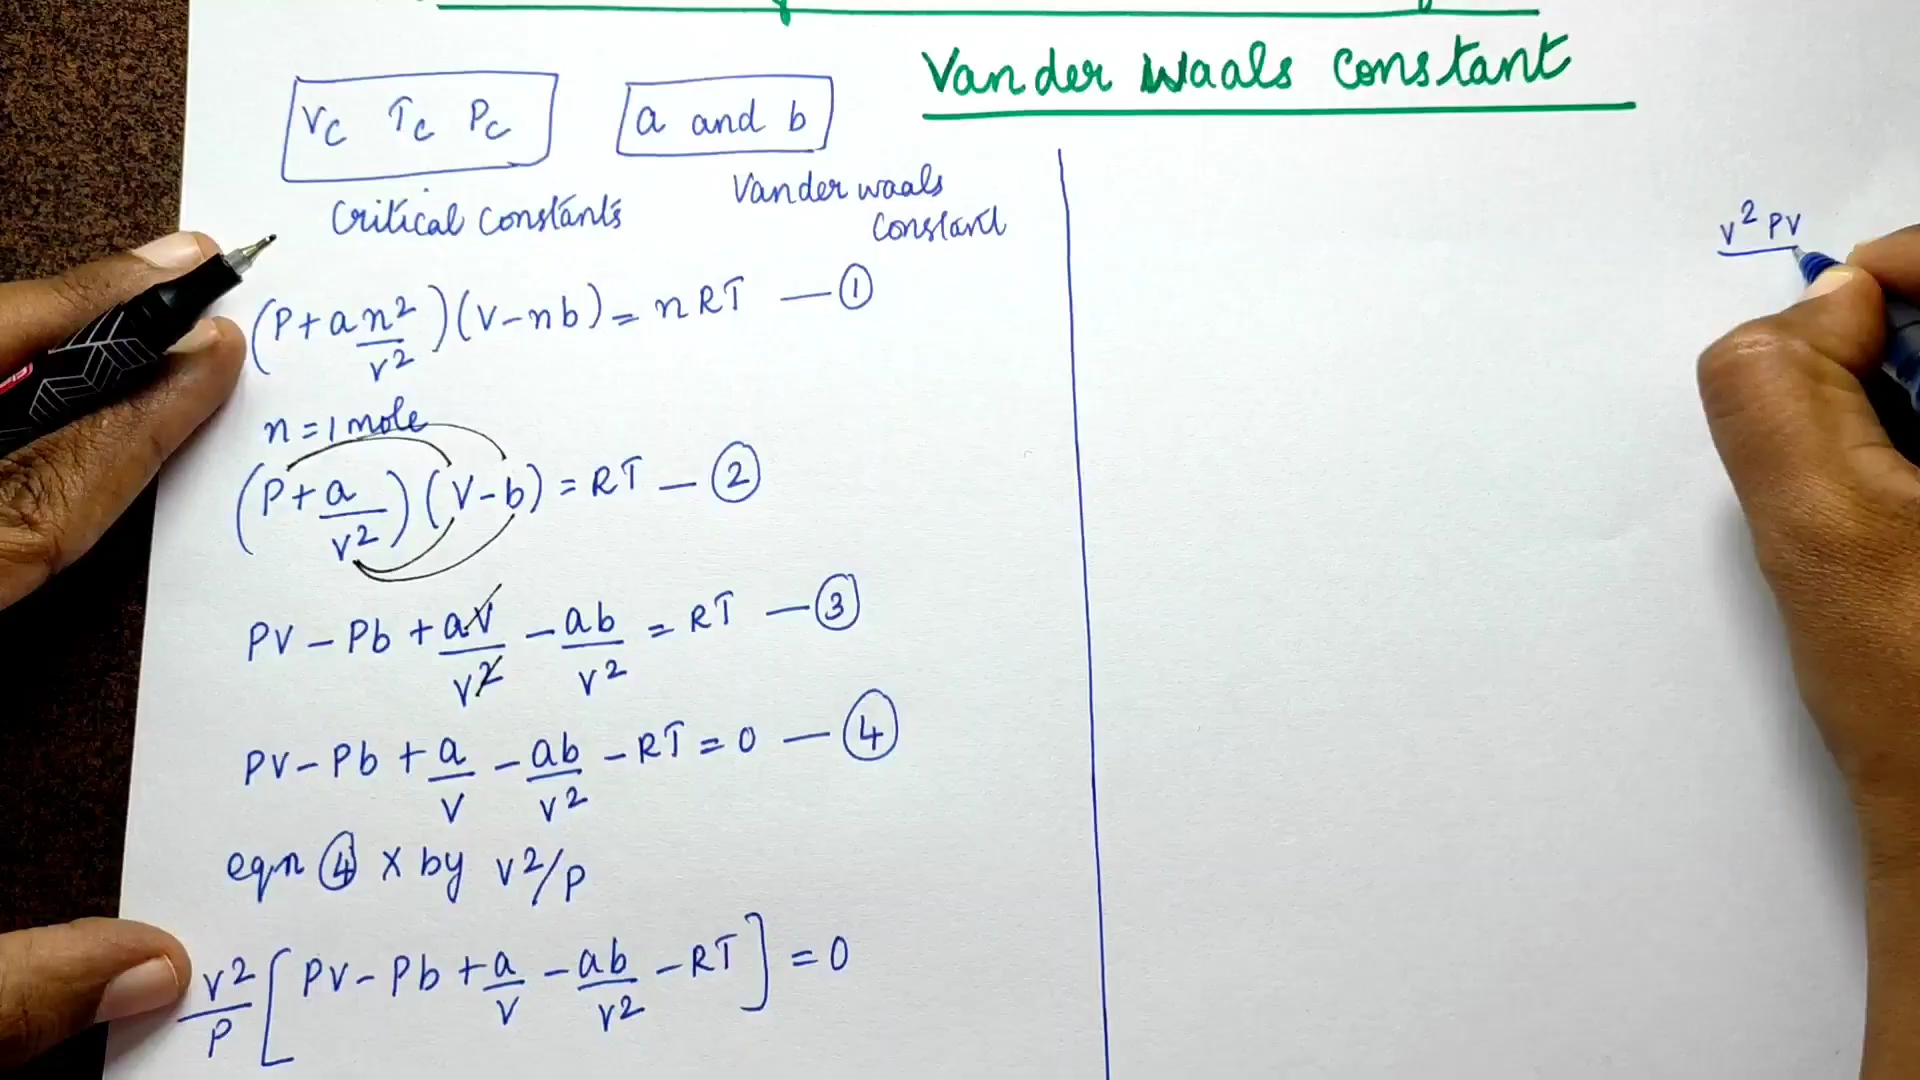 Vander Waals Constant
Vc Tc Pc
a and b
Critical Constants
Vander waals
Constant
(P + an²/v²)(V - nb) = nRT — ①
n = 1 mole
(P + a/v²)(V - b) = RT — ②
PV - Pb + av/v² - ab/v² = RT — ③
PV - Pb + a/v - ab/v² - RT = 0 — ④
eqn ④ × by v²/P
v²/P [PV - Pb + a/v - ab/v² - RT] = 0
v² PV